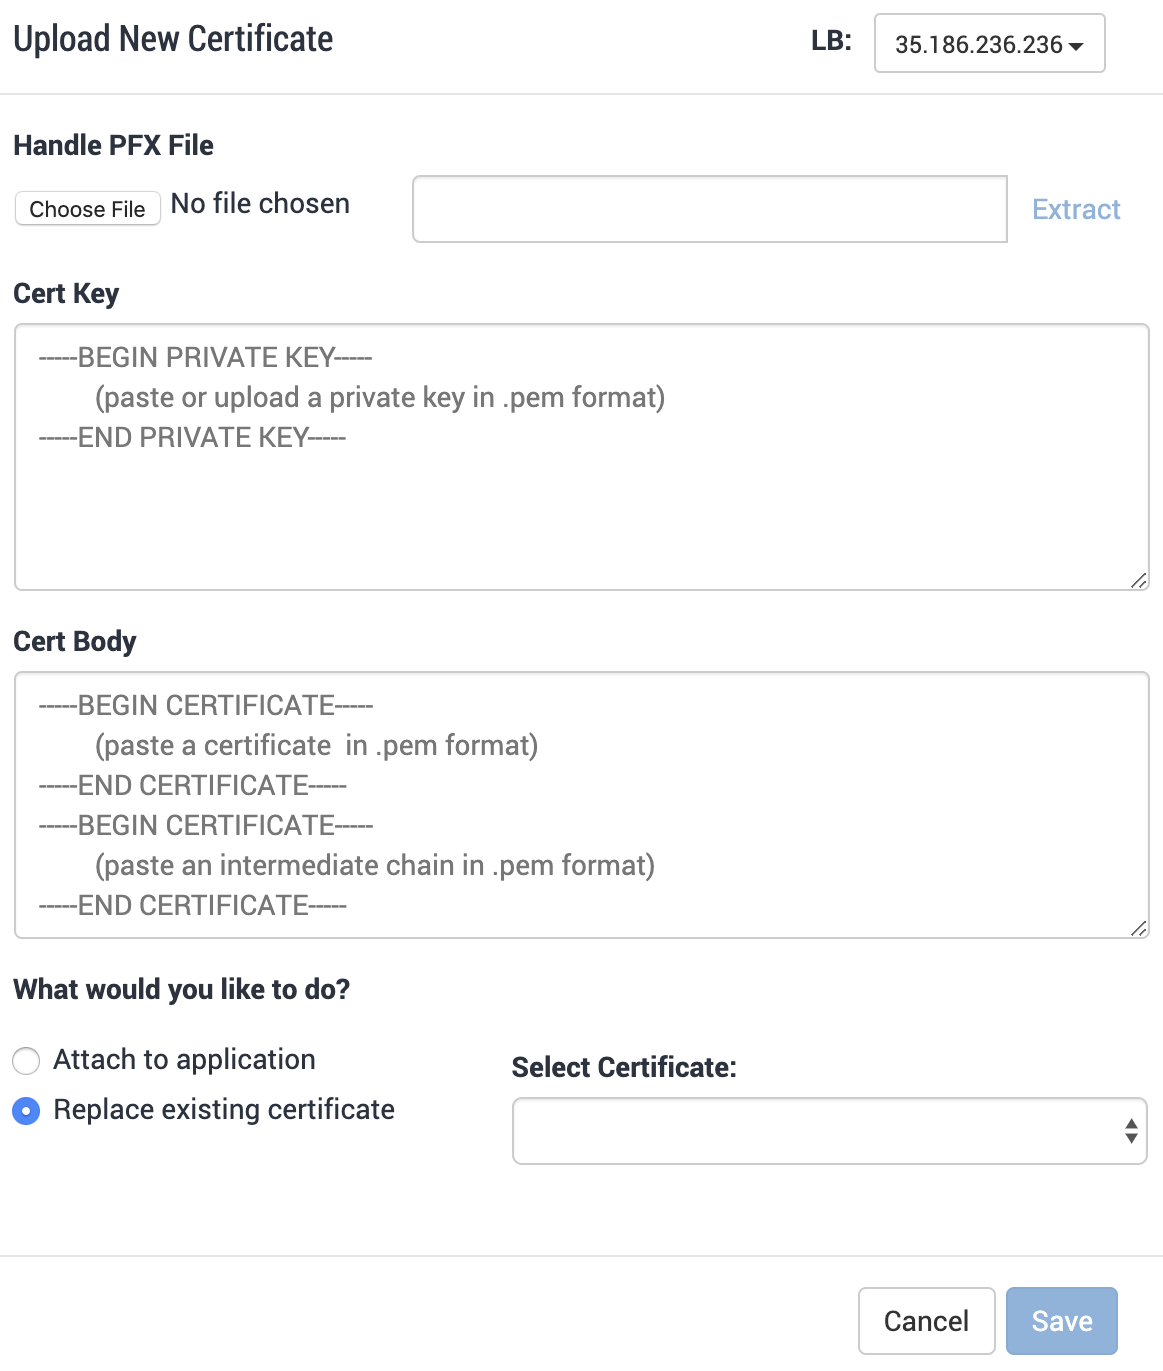 Upload New Certificate
LB: 35.186.236.236
Handle PFX File
Choose File No file chosen
Extract
Cert Key
-----BEGIN PRIVATE KEY-----
(paste or upload a private key in .pem format)
-----END PRIVATE KEY-----
Cert Body
-----BEGIN CERTIFICATE-----
(paste a certificate  in .pem format)
-----END CERTIFICATE-----
-----BEGIN CERTIFICATE-----
(paste an intermediate chain in .pem format)
-----END CERTIFICATE-----
What would you like to do?
Attach to application
Replace existing certificate
Select Certificate:
Cancel
Save